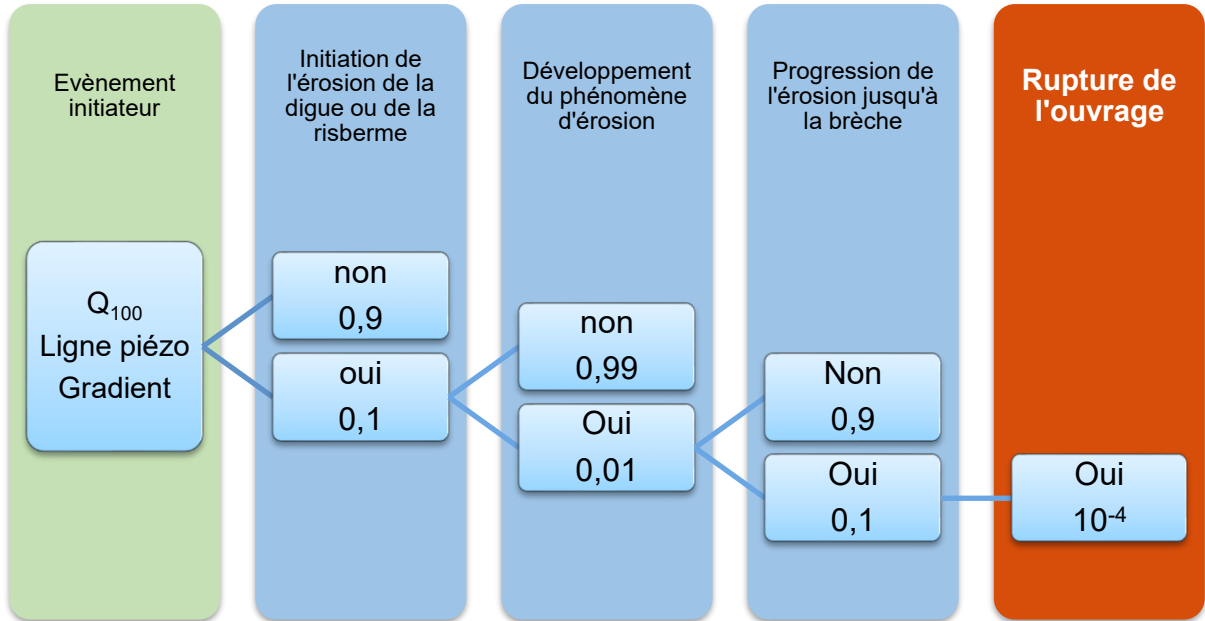 Evènement
initiateur
Initiation de
l'érosion de la
digue ou de la
risberme
Développement
du phénomène
d'érosion
Progression de
l'érosion jusqu'à
la brèche
Rupture de
l'ouvrage
Q100
Ligne piézo
Gradient
non
0,9
oui
0,1
non
0,99
Oui
0,01
Non
0,9
Oui
0,1
Oui
10-4